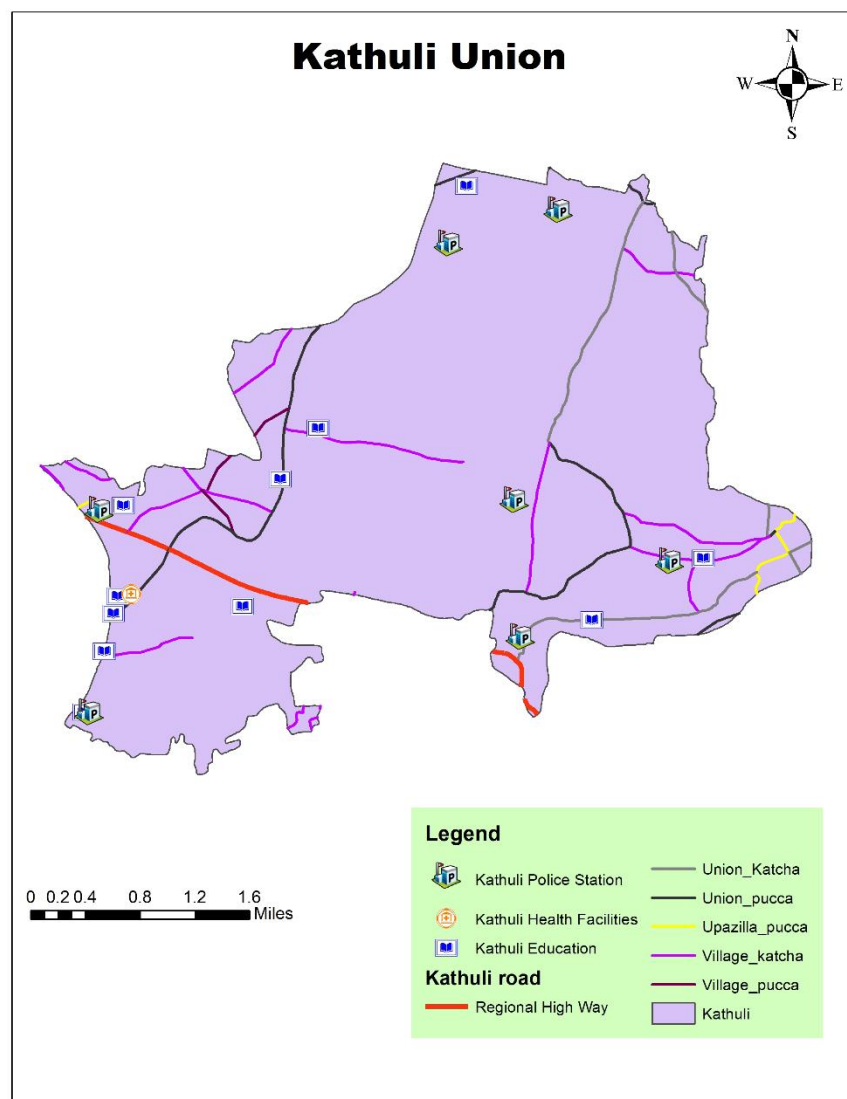 Kathuli Union
N
W E
S
0 0.2 0.4 0.8 1.2 1.6
Miles
Legend
Kathuli Police Station
Kathuli Health Facilities
Kathuli Education
Kathuli road
Regional High Way
Union_Katcha
Union_pucca
Upazilla_pucca
Village_katcha
Village_pucca
Kathuli